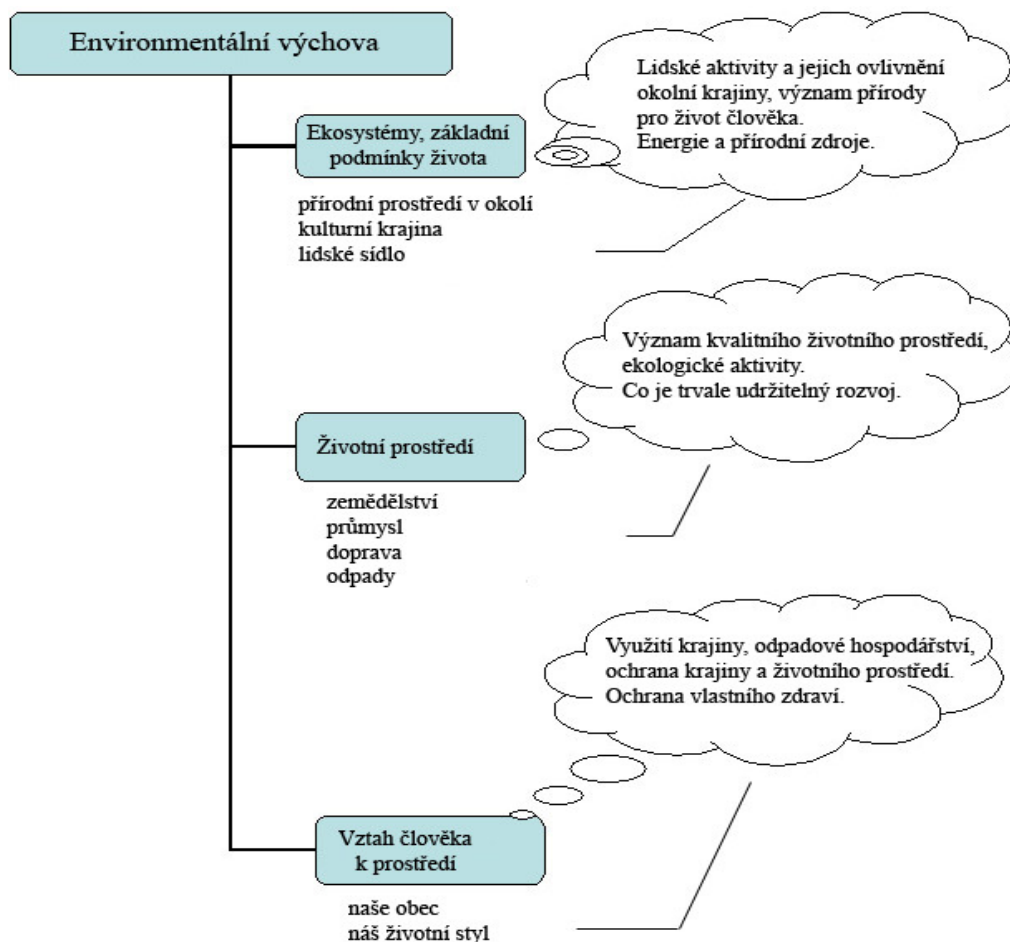 Environmentální výchova
Lidské aktivity a jejich ovlivnění
okolní krajiny, význam přírody
pro život člověka.
Energie a přírodní zdroje.
Ekosystémy, základní
podmínky života
přírodní prostředí v okolí
kulturní krajina
lidské sídlo
Význam kvalitního životního prostředí,
ekologické aktivity.
Co je trvale udržitelný rozvoj.
Životní prostředí
zemědělství
průmysl
doprava
odpady
Využití krajiny, odpadové hospodářství,
ochrana krajiny a životního prostředí.
Ochrana vlastního zdraví.
Vztah člověka
k prostředí
naše obec
náš životní styl